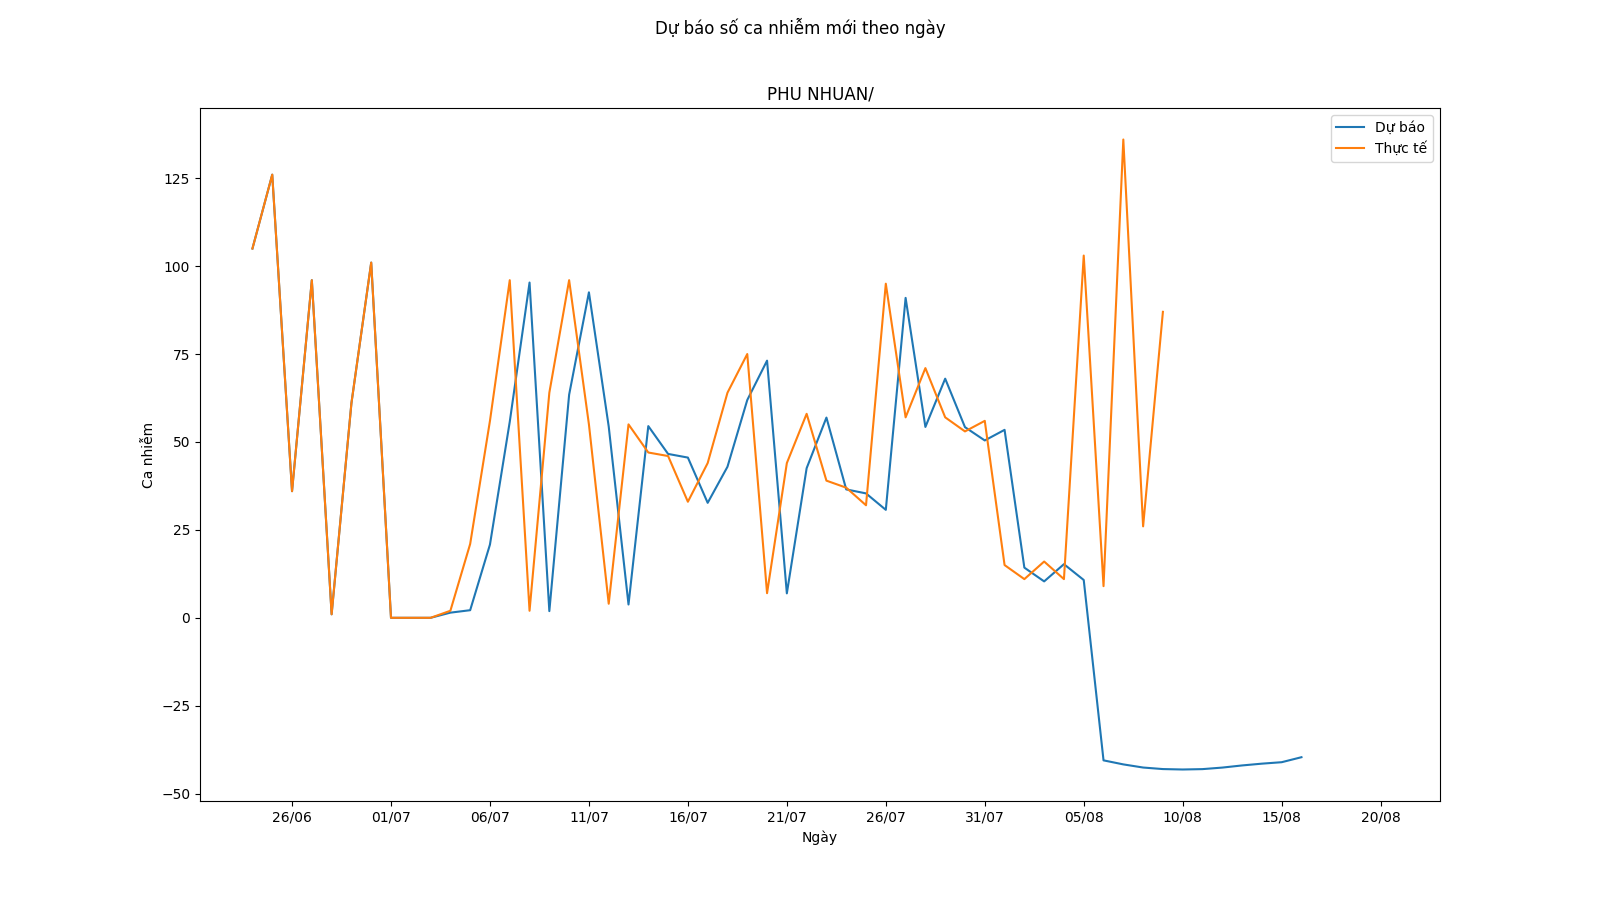 Dự báo số ca nhiễm mới theo ngày
PHU NHUAN/
Dự báo
Thực tế
Ca nhiễm
125
100
75
50
25
0
−25
−50
26/06 01/07 06/07 11/07 16/07 21/07 26/07 31/07 05/08 10/08 15/08 20/08
Ngày